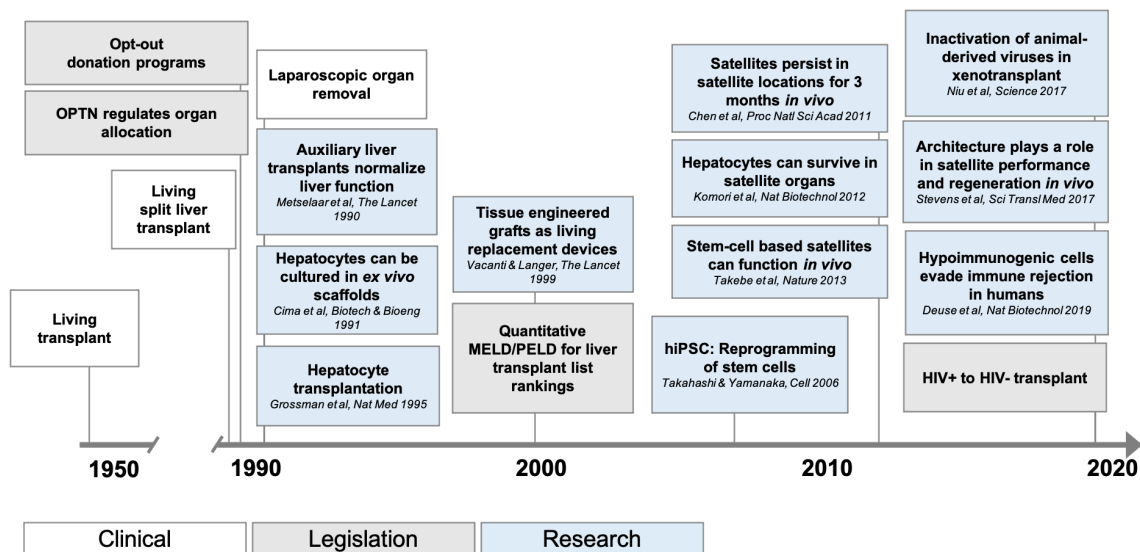 Opt-out
donation programs
OPTN regulates organ
allocation
Living
split liver
transplant
Living
transplant
Laparoscopic organ
removal
Auxiliary liver
transplants normalize
liver function
Metselaar et al, The Lancet
1990
Hepatocytes can be
cultured in ex vivo
scaffolds
Cima et al, Biotech & Bioeng
1991
Hepatocyte
transplantation
Grossman et al, Nat Med 1995
Tissue engineered
grafts as living
replacement devices
Vacanti & Langer, The Lancet
1999
Quantitative
MELD/PELD for liver
transplant list
rankings
Satellites persist in
satellite locations for 3
months in vivo
Chen et al, Proc Natl Sci Acad 2011
Hepatocytes can survive in
satellite organs
Komori et al, Nat Biotechnol 2012
Stem-cell based satellites
can function in vivo
Takebe et al, Nature 2013
hiPSC: Reprogramming
of stem cells
Takahashi & Yamanaka, Cell 2006
Inactivation of animal-
derived viruses in
xenotransplant
Niu et al, Science 2017
Architecture plays a role
in satellite performance
and regeneration in vivo
Stevens et al, Sci Transl Med 2017
Hypoimmunogenic cells
evade immune rejection
in humans
Deuse et al, Nat Biotechnol 2019
HIV+ to HIV- transplant
1950
1990
2000
2010
2020
Clinical
Legislation
Research